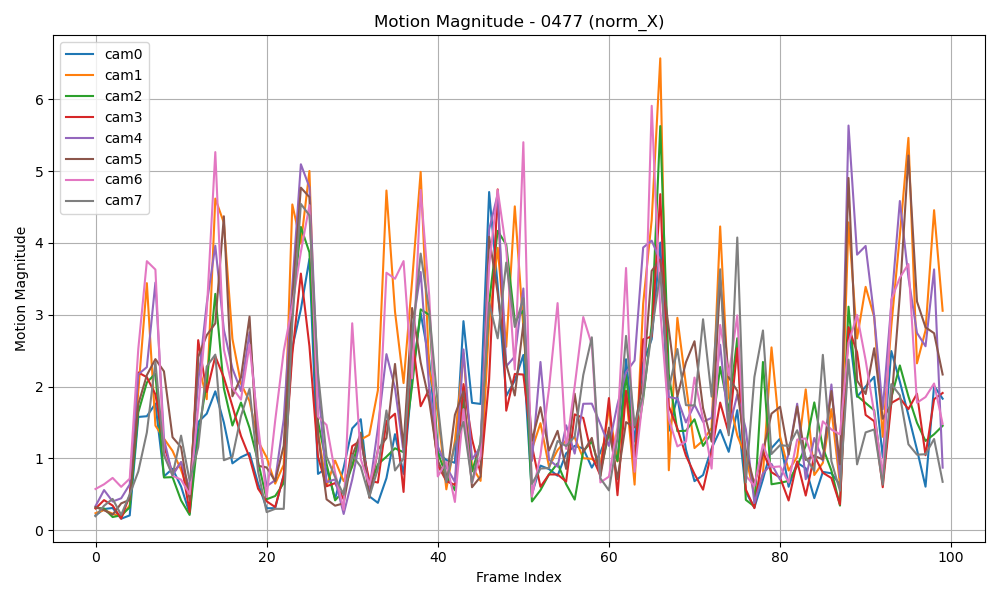 Motion Magnitude - 0477 (norm_X)
cam0
cam1
cam2
cam3
cam4
cam5
cam6
cam7
Motion Magnitude
6
5
4
3
2
1
0
0 20 40 60 80 100
Frame Index